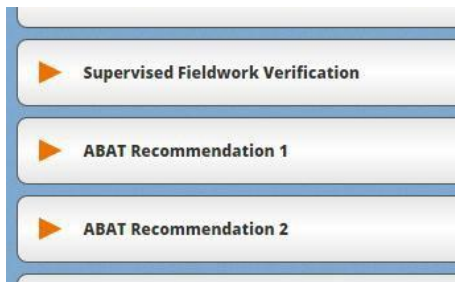 Supervised Fieldwork Verification
ABAT Recommendation 1
ABAT Recommendation 2